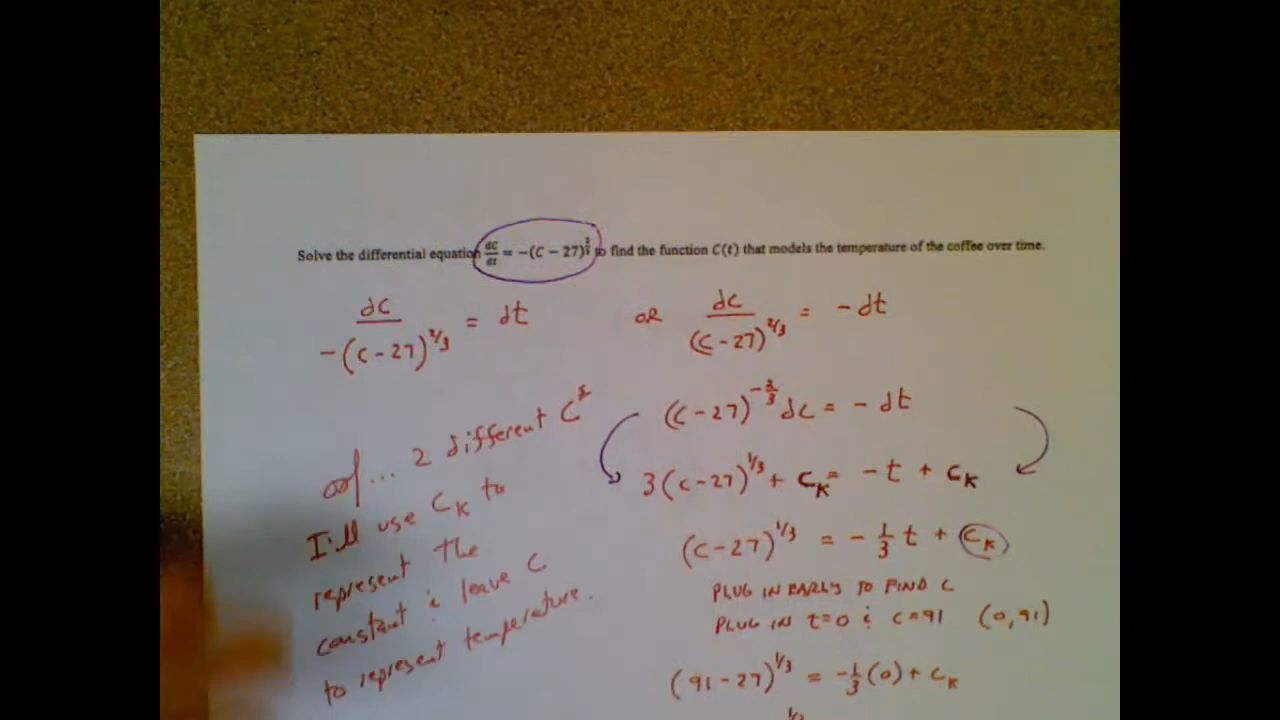 Solve the differential equation dC/dt = −(C − 27)^(2/3) to find the function C(t) that models the temperature of the coffee over time.
dC / −(C−27)^(2/3) = dt OR dC / (C−27)^(2/3) = −dt
(C−27)^(−2/3) dC = − dt
3(C−27)^(1/3) + C_K = −t + C_K
(C−27)^(1/3) = −1/3 t + C_K
PLUG IN EARLY TO FIND C
PLUG IN t=0 & C=91 (0,91)
(91−27)^(1/3) = −1/3(0) + C_K
oof... 2 different C's
I'll use C_K to
represent the
constant & leave C
to represent temperature.